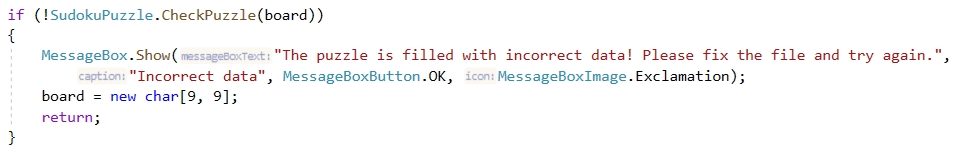 if (!SudokuPuzzle.CheckPuzzle(board))
{
MessageBox.Show(messageBoxText: "The puzzle is filled with incorrect data! Please fix the file and try again.",
caption: "Incorrect data", MessageBoxButton.OK, icon: MessageBoxImage.Exclamation);
board = new char[9, 9];
return;
}